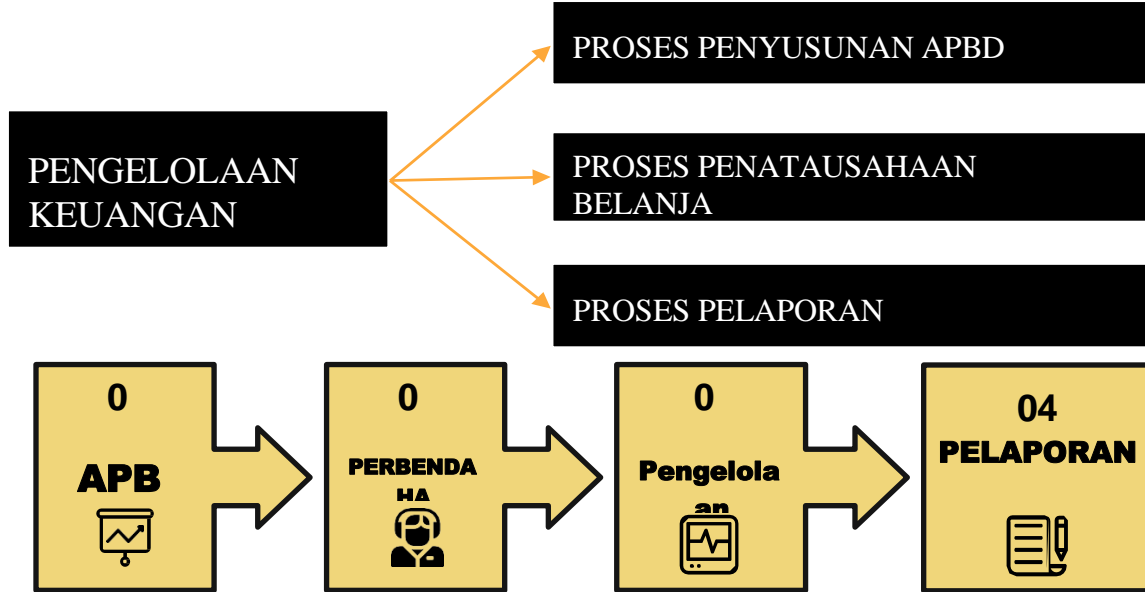 PROSES PENYUSUNAN APBD
PENGELOLAAN
KEUANGAN
PROSES PENATAUSAHAAN
BELANJA
PROSES PELAPORAN
0
APB
0
PERBENDA
HA
0
Pengelola
an
04
PELAPORAN